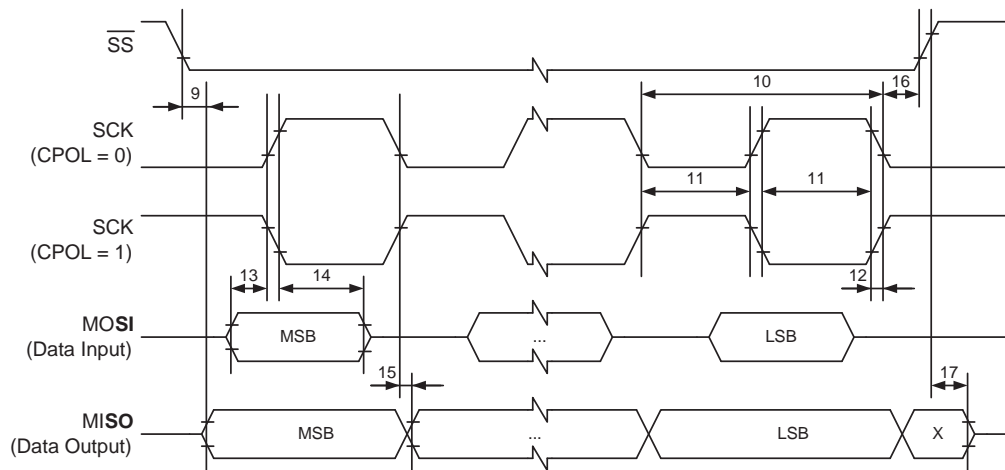 SS
9
10
16
SCK
(CPOL = 0)
11
11
SCK
(CPOL = 1)
13
14
12
MOSI
(Data Input)
MSB
...
LSB
15
17
MISO
(Data Output)
MSB
...
LSB
X